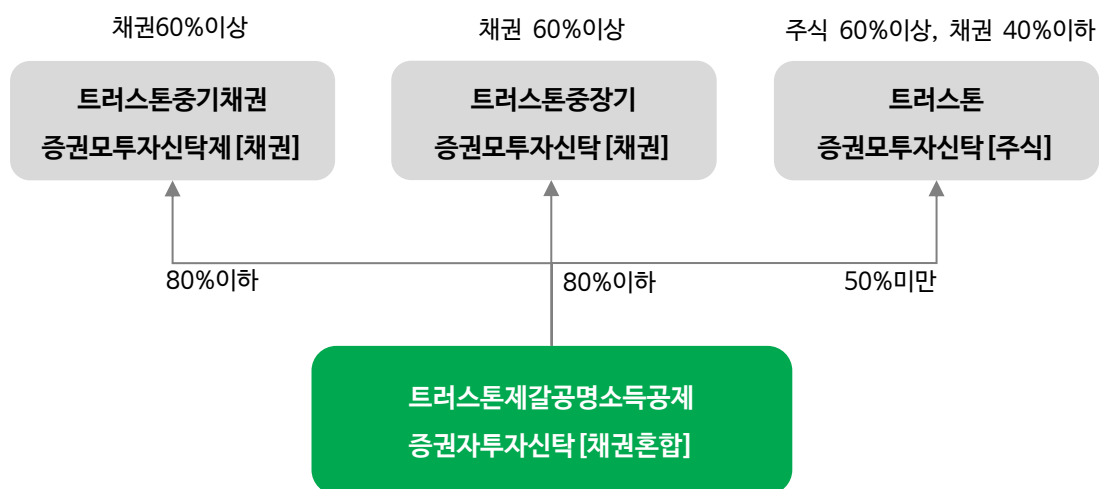 채권60%이상
채권 60%이상
주식 60%이상, 채권 40%이하
트러스톤중기채권
증권모투자신탁제[채권]
트러스톤중장기
증권모투자신탁[채권]
트러스톤
증권모투자신탁[주식]
80%이하
80%이하
50%미만
트러스톤제갈공명소득공제
증권자투자신탁[채권혼합]